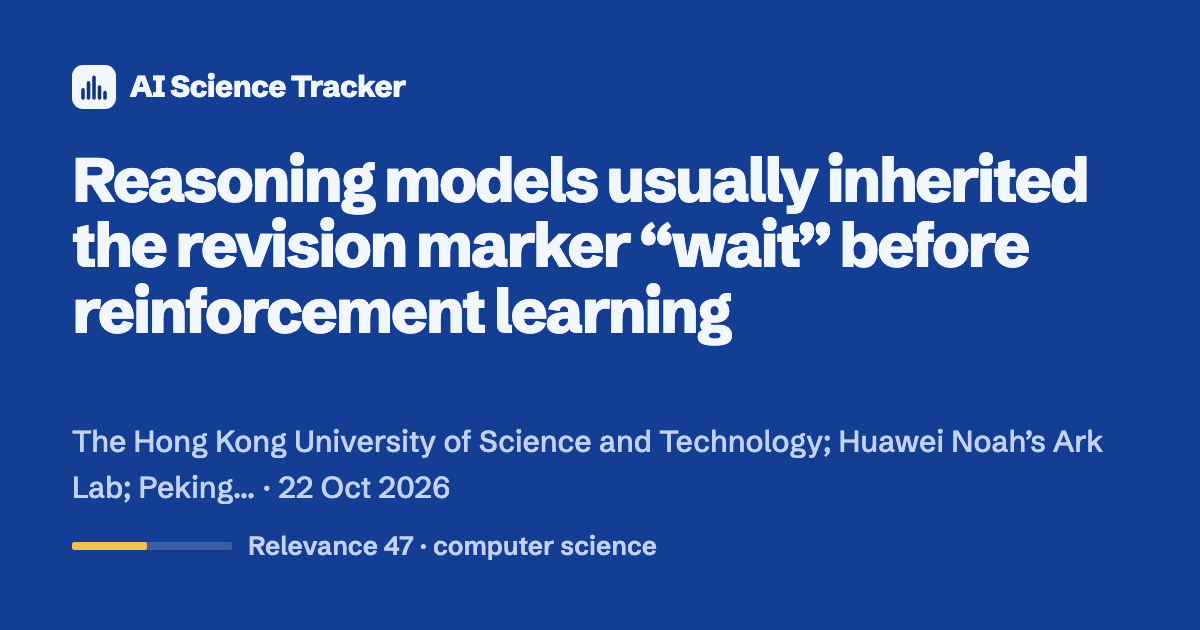 AI Science Tracker
Reasoning models usually inherited
the revision marker “wait” before
reinforcement learning
The Hong Kong University of Science and Technology; Huawei Noah’s Ark
Lab; Peking... · 22 Oct 2026
Relevance 47 · computer science